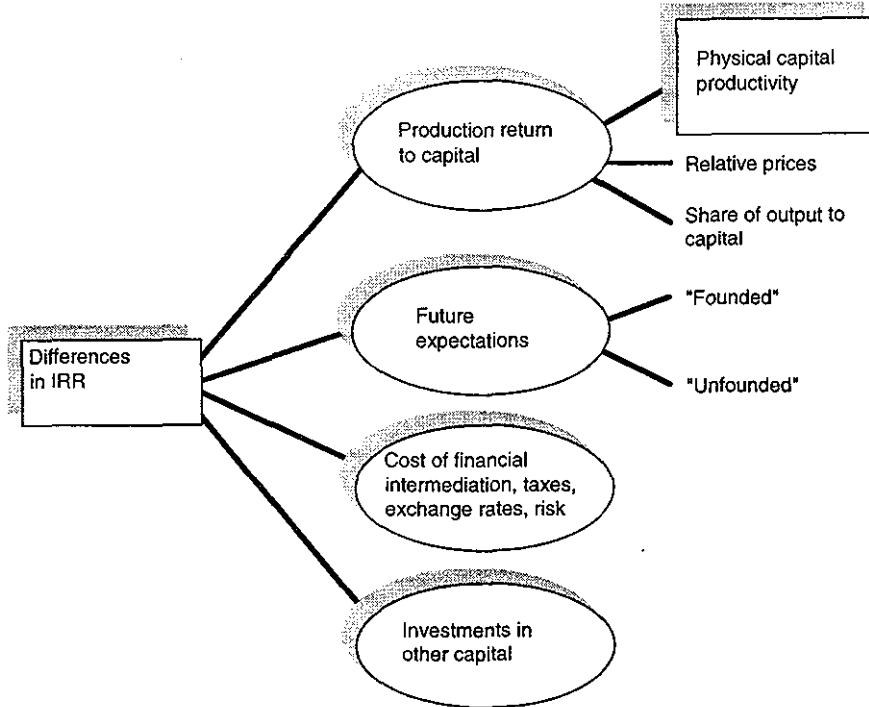 Physical capital
productivity
Production return
to capital
Relative prices
Share of output to
capital
Future
expectations
"Founded"
"Unfounded"
Differences
in IRR
Cost of financial
intermediation, taxes,
exchange rates, risk
Investments in
other capital